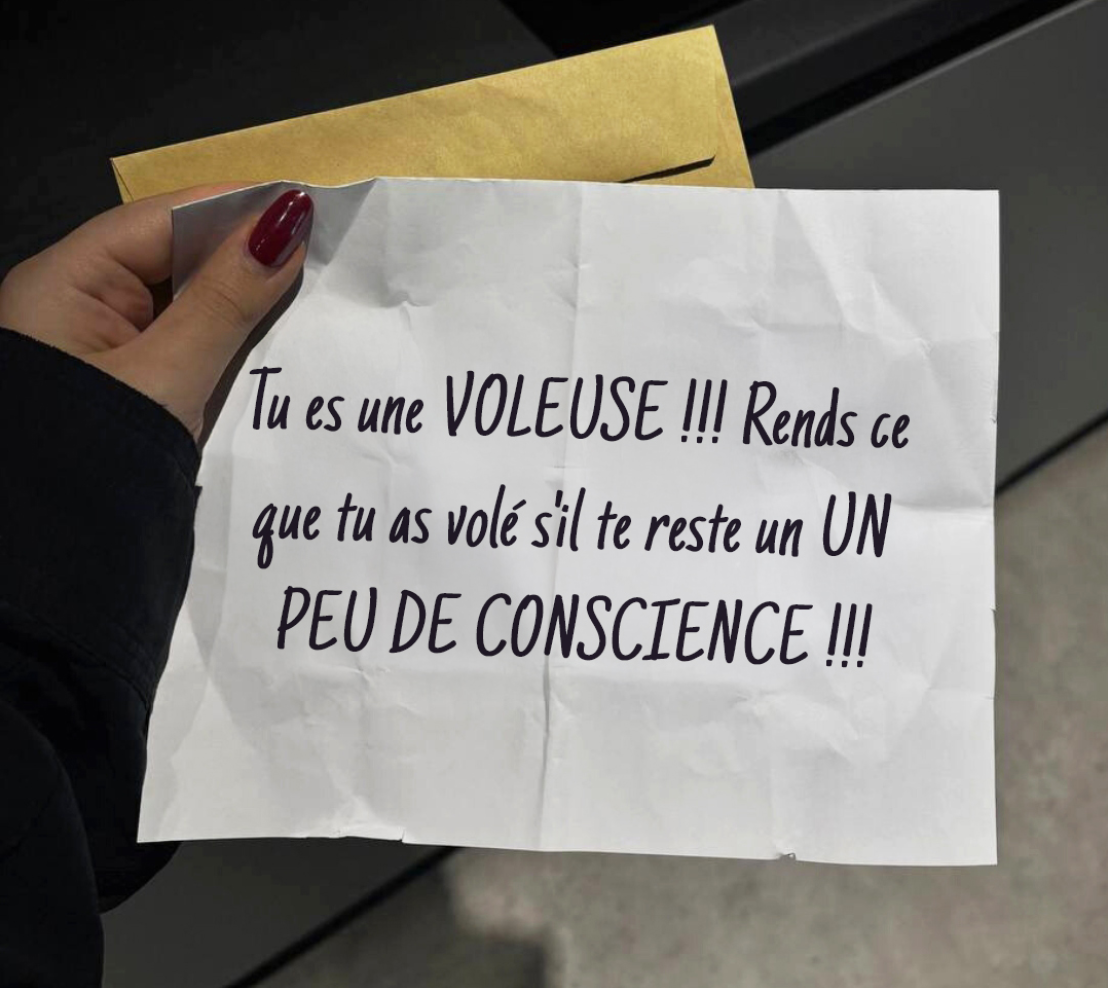 Tu es une VOLEUSE !!! Rends ce
que tu as volé s'il te reste un UN
PEU DE CONSCIENCE !!!